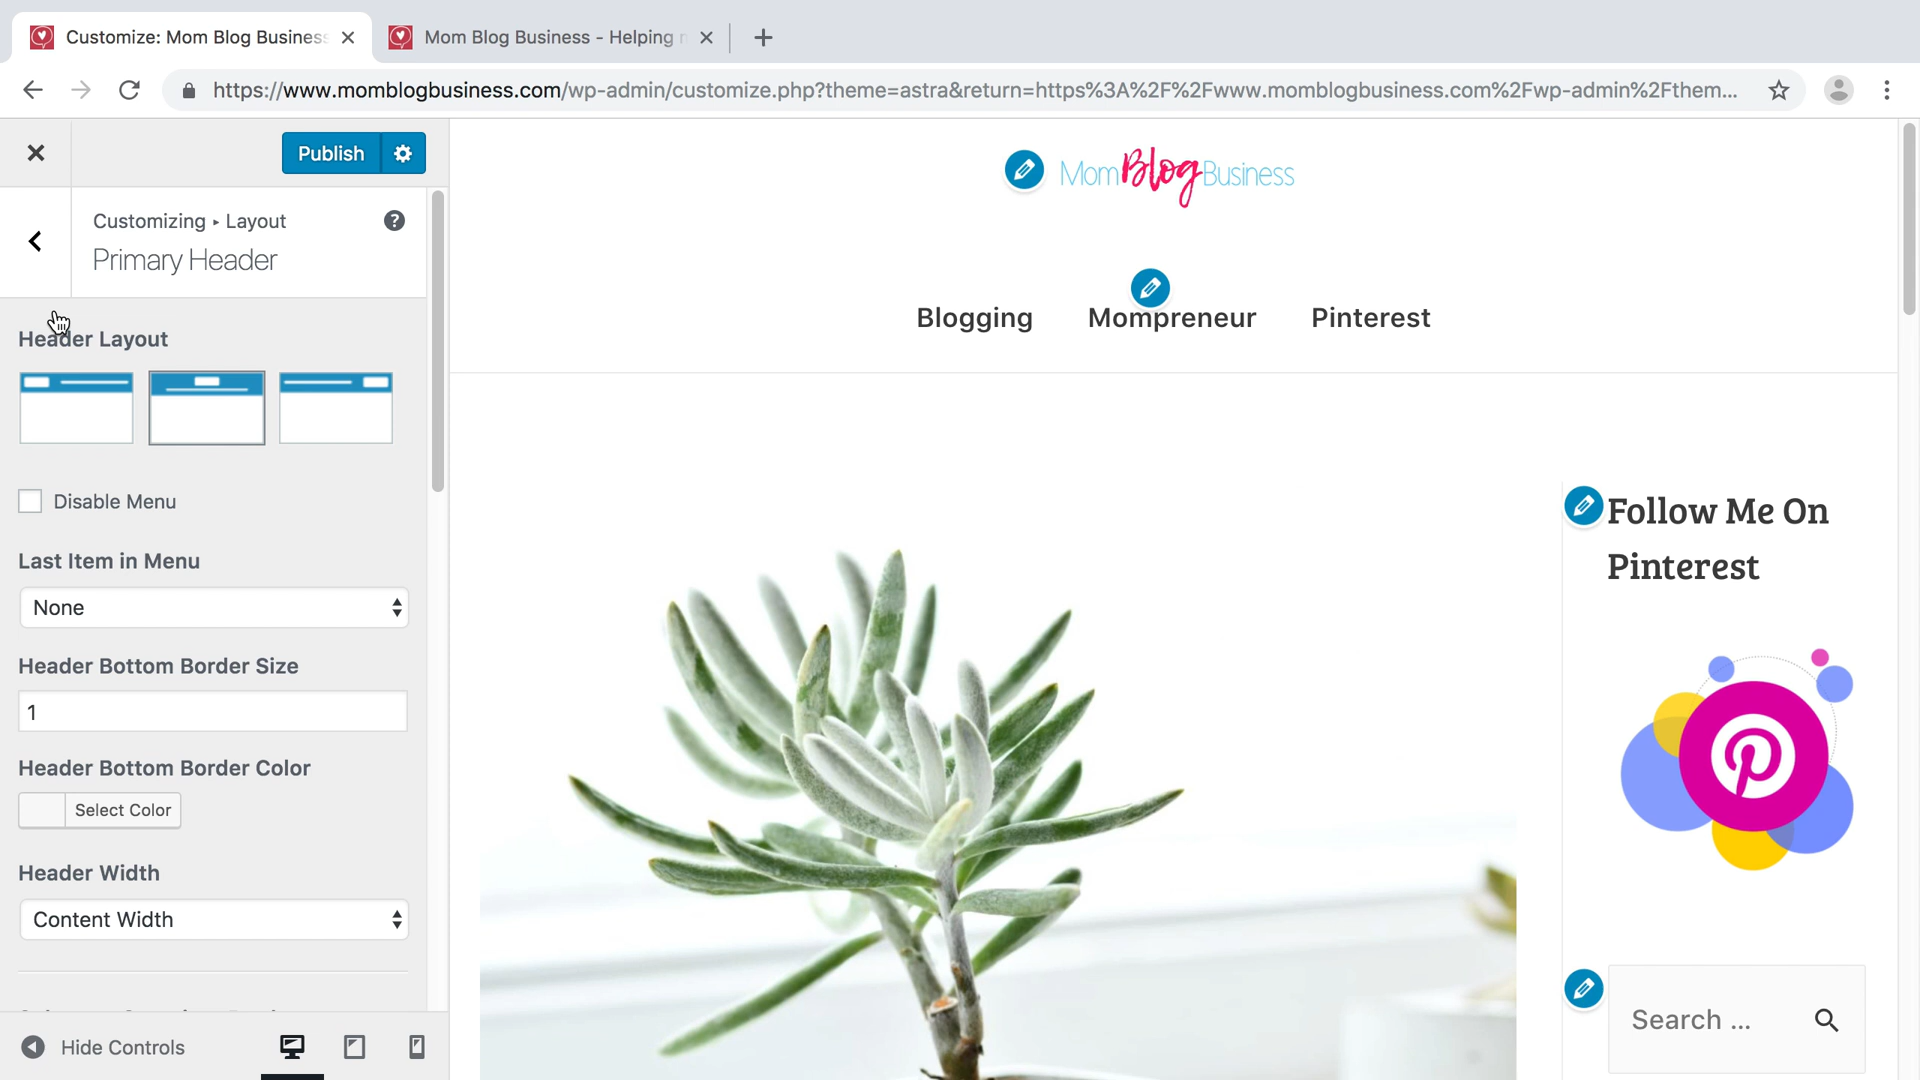 Customize: Mom Blog Business
Mom Blog Business - Helping
https://www.momblogbusiness.com/wp-admin/customize.php?theme=astra&return=https%3A%2F%2Fwww.momblogbusiness.com%2Fwp-admin%2Fthem...
Publish
Customizing ▸ Layout
Primary Header
Header Layout
Disable Menu
Last Item in Menu
None
Header Bottom Border Size
1
Header Bottom Border Color
Select Color
Header Width
Content Width
Hide Controls
Mom Blog Business
Blogging Mompreneur Pinterest
Follow Me On
Pinterest
Search ...